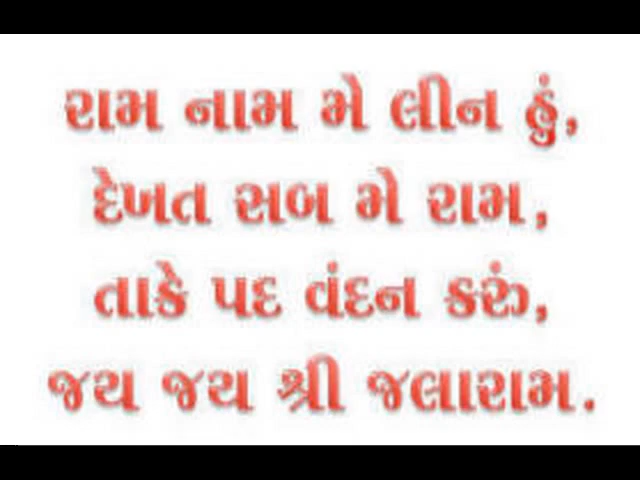 રામ નામ મે લીન હું,
દેખત સબ મે રામ,
તાકે પદ વંદન કરું,
જય જય શ્રી જલારામ.